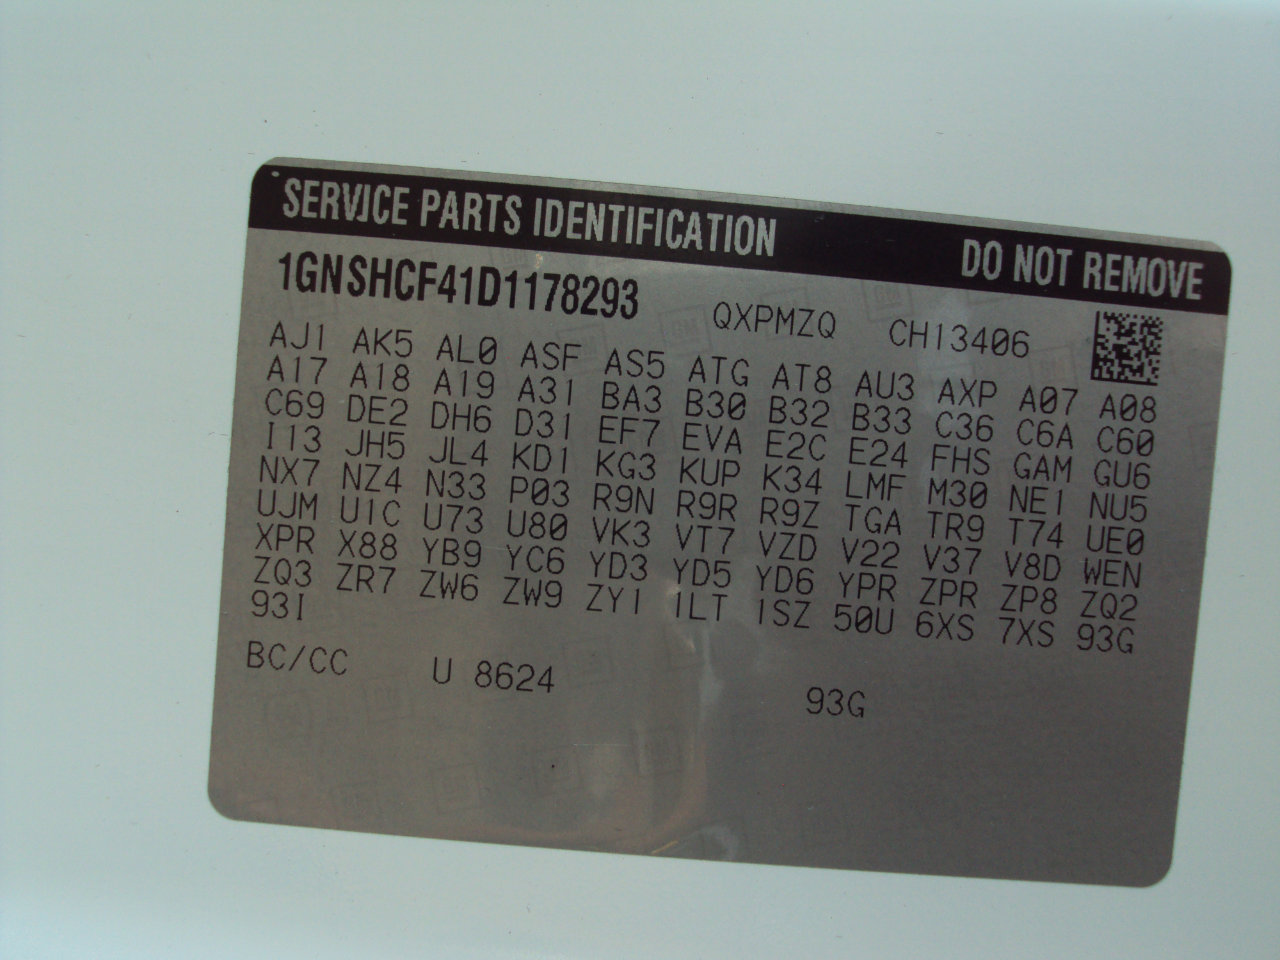 SERVICE PARTS IDENTIFICATION DO NOT REMOVE
1GNSHCF41D1178293 QXPMZQ CH13406
AJ1 AK5 AL0 ASF AS5 ATG AT8 AU3 AXP A07 A08
A17 A18 A19 A31 BA3 B30 B32 B33 C36 C6A C60
C69 DE2 DH6 D31 EF7 EVA E2C E24 FHS GAM GU6
I13 JH5 JL4 KD1 KG3 KUP K34 LMF M30 NE1 NU5
NX7 NZ4 N33 P03 R9N R9R R9Z TGA TR9 T74 UE0
UJM U1C U73 U80 VK3 VT7 VZD V22 V37 V8D WEN
XPR X88 YB9 YC6 YD3 YD5 YD6 YPR ZPR ZP8 ZQ2
ZQ3 ZR7 ZW6 ZW9 ZY1 1LT 1SZ 50U 6XS 7XS 93G
93I
BC/CC U 8624 93G